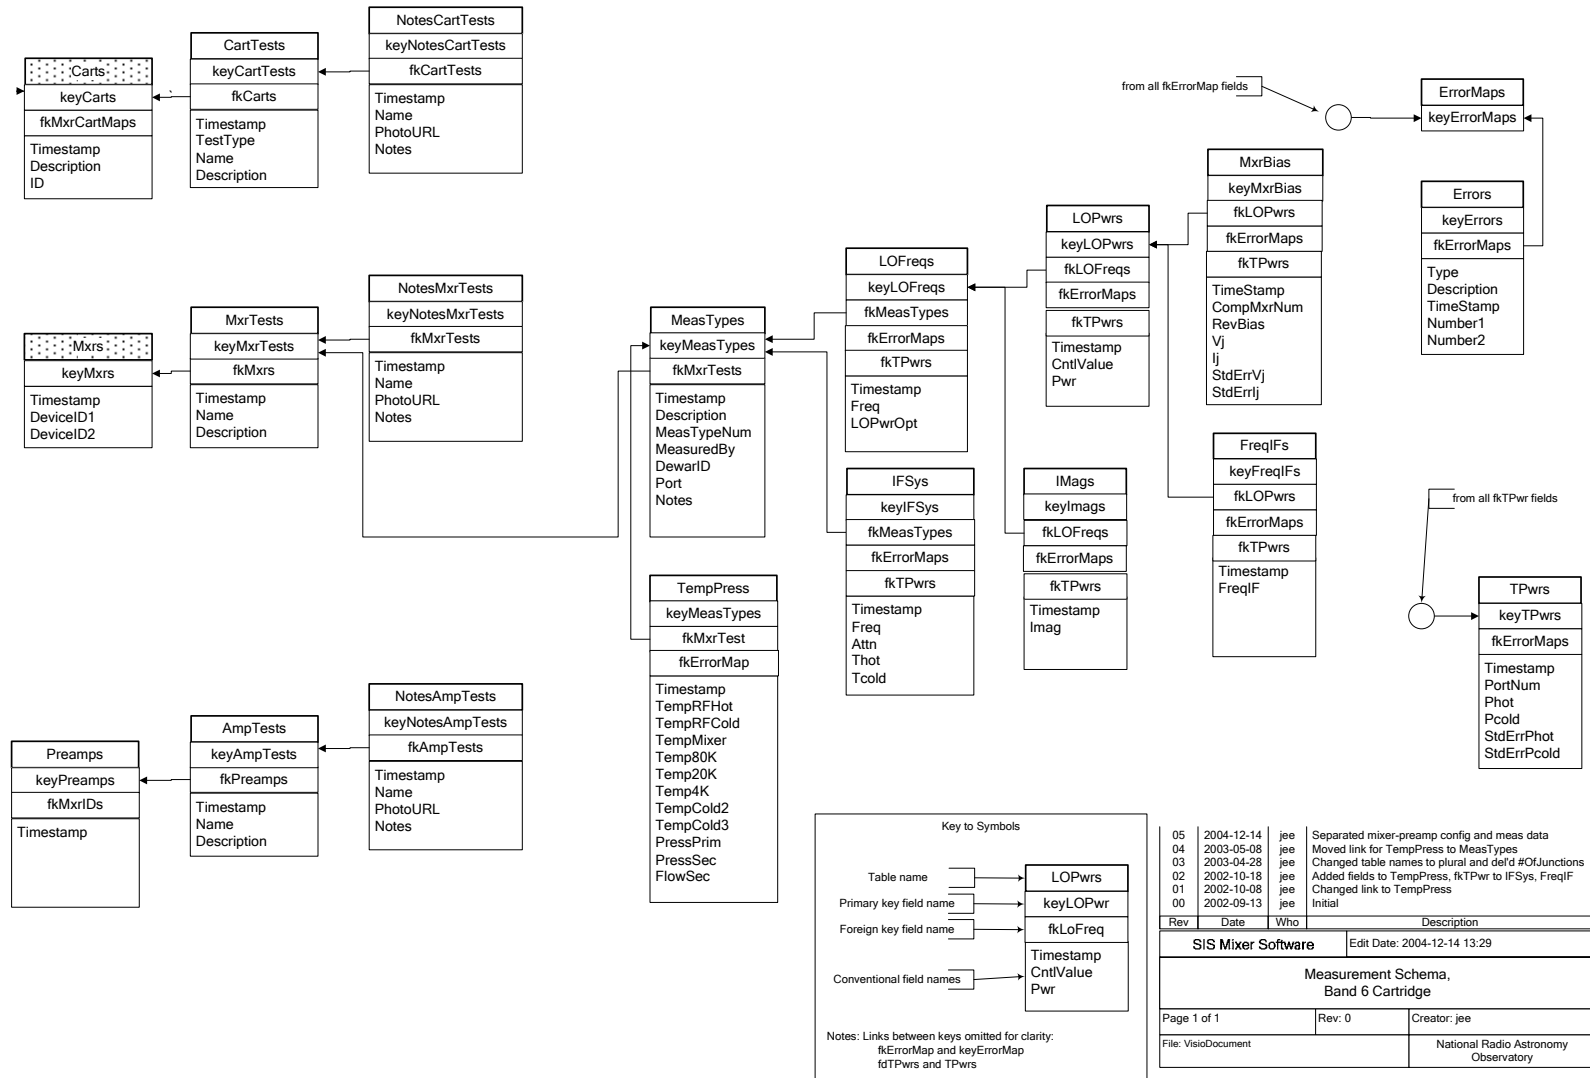 NotesCartTests
keyNotesCartTests
fkCartTests
Timestamp
Name
PhotoURL
Notes
CartTests
keyCartTests
fkCarts
Timestamp
TestType
Name
Description
Carts
keyCarts
fkMxrCartMaps
Timestamp
Description
ID
from all fkErrorMap fields
ErrorMaps
keyErrorMaps
Errors
keyErrors
fkErrorMaps
Type
Description
TimeStamp
Number1
Number2
MxrBias
keyMxrBias
fkLOPwrs
fkErrorMaps
fkTPwrs
TimeStamp
CompMxrNum
RevBias
Vj
Ij
StdErrVj
StdErrIj
LOPwrs
keyLOPwrs
fkLOFreqs
fkErrorMaps
fkTPwrs
Timestamp
CntlValue
Pwr
LOFreqs
keyLOFreqs
fkMeasTypes
fkErrorMaps
fkTPwrs
Timestamp
Freq
LOPwrOpt
NotesMxrTests
keyNotesMxrTests
fkMxrTests
Timestamp
Name
PhotoURL
Notes
MxrTests
keyMxrTests
fkMxrs
Timestamp
Name
Description
Mxrs
keyMxrs
Timestamp
DeviceID1
DeviceID2
MeasTypes
keyMeasTypes
fkMxrTests
Timestamp
Description
MeasTypeNum
MeasuredBy
DewarID
Port
Notes
IFSys
keyIFSys
fkMeasTypes
fkErrorMaps
fkTPwrs
Timestamp
Freq
Attn
Thot
Tcold
IMags
keyImags
fkLOFreqs
fkErrorMaps
fkTPwrs
Timestamp
Imag
FreqIFs
keyFreqIFs
fkLOPwrs
fkErrorMaps
fkTPwrs
Timestamp
FreqIF
from all fkTPwr fields
TPwrs
keyTPwrs
fkErrorMaps
Timestamp
PortNum
Phot
Pcold
StdErrPhot
StdErrPcold
TempPress
keyMeasTypes
fkMxrTest
fkErrorMap
Timestamp
TempRFHot
TempRFCold
TempMixer
Temp80K
Temp20K
Temp4K
TempCold2
TempCold3
PressPrim
PressSec
FlowSec
NotesAmpTests
keyNotesAmpTests
fkAmpTests
Timestamp
Name
PhotoURL
Notes
AmpTests
keyAmpTests
fkPreamps
Timestamp
Name
Description
Preamps
keyPreamps
fkMxrIDs
Timestamp
Key to Symbols
Table name
Primary key field name
Foreign key field name
Conventional field names
LOPwrs
keyLOPwr
fkLoFreq
Timestamp
CntlValue
Pwr
Notes: Links between keys omitted for clarity:
fkErrorMap and keyErrorMap
fdTPwrs and TPwrs
05 2004-12-14 jee Separated mixer-preamp config and meas data
04 2003-05-08 jee Moved link for TempPress to MeasTypes
03 2003-04-28 jee Changed table names to plural and del'd #OfJunctions
02 2002-10-18 jee Added fields to TempPress, fkTPwr to IFSys, FreqIF
01 2002-10-08 jee Changed link to TempPress
00 2002-09-13 jee Initial
Rev Date Who Description
SIS Mixer Software Edit Date: 2004-12-14 13:29
Measurement Schema,
Band 6 Cartridge
Page 1 of 1 Rev: 0 Creator: jee
File: VisioDocument National Radio Astronomy
Observatory